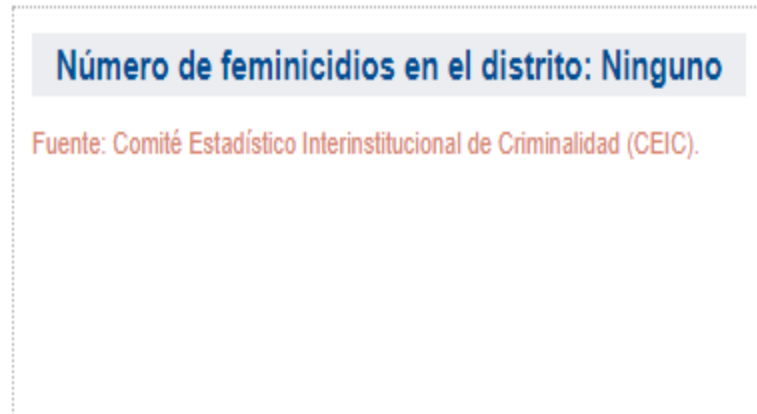 Número de feminicidios en el distrito: Ninguno
Fuente: Comité Estadístico Interinstitucional de Criminalidad (CEIC).